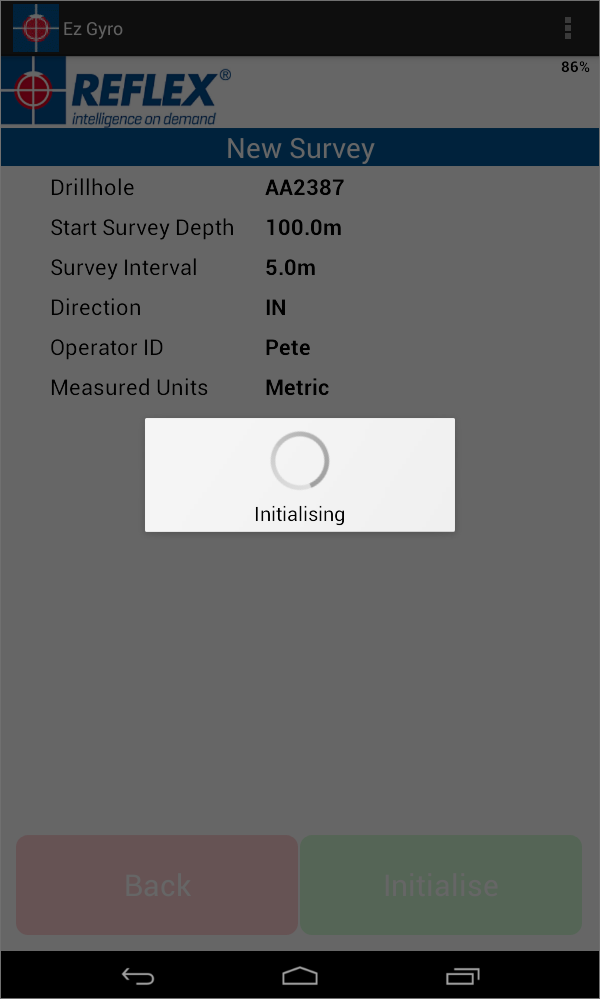 Ez Gyro
86%
REFLEX®
intelligence on demand
New Survey
Drillhole AA2387
Start Survey Depth 100.0m
Survey Interval 5.0m
Direction IN
Operator ID Pete
Measured Units Metric
Initialising
Back Initialise